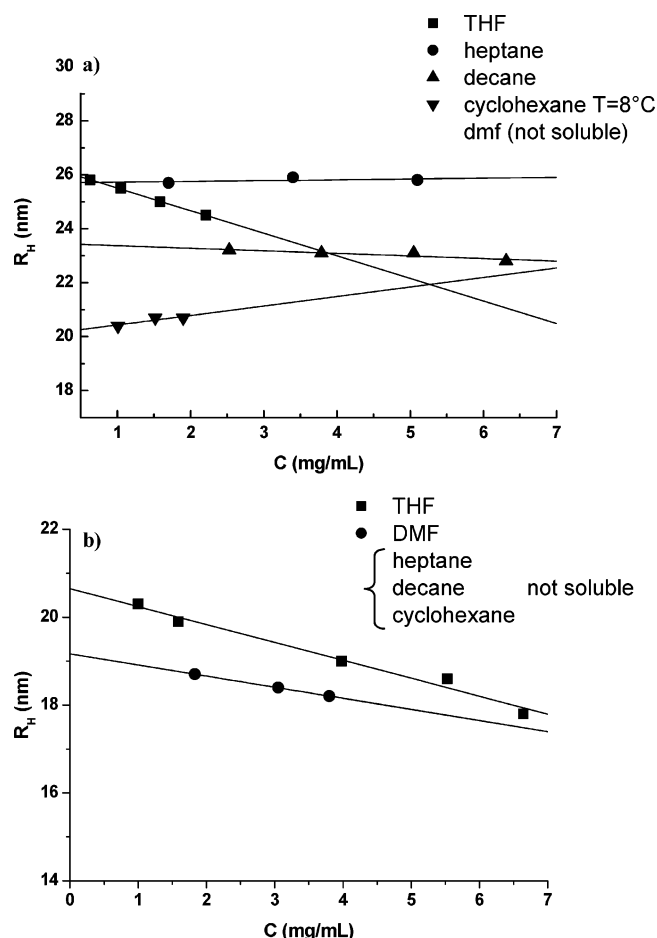 THF
heptane
decane
cyclohexane T=8°C
dmf (not soluble)
a)
30
28
26
24
22
20
18
R_H (nm)
1 2 3 4 5 6 7
C (mg/mL)
THF
DMF
heptane
decane not soluble
cyclohexane
b)
22
20
18
16
14
R_H (nm)
0 1 2 3 4 5 6 7
C (mg/mL)